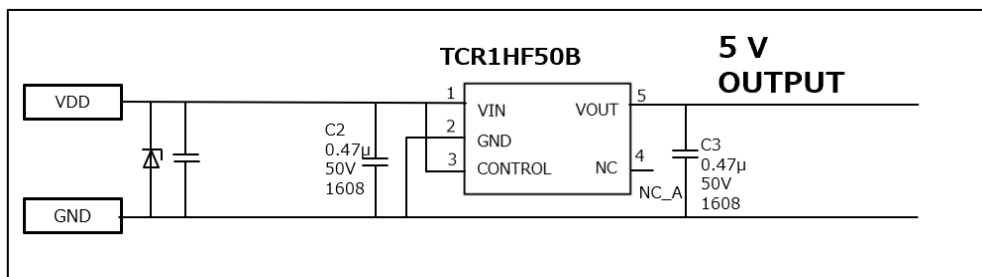 TCR1HF50B
5 V
OUTPUT
VDD
GND
C2
0.47µ
50V
1608
1
2
3
VIN
GND
CONTROL
VOUT
NC
5
4
NC_A
C3
0.47µ
50V
1608